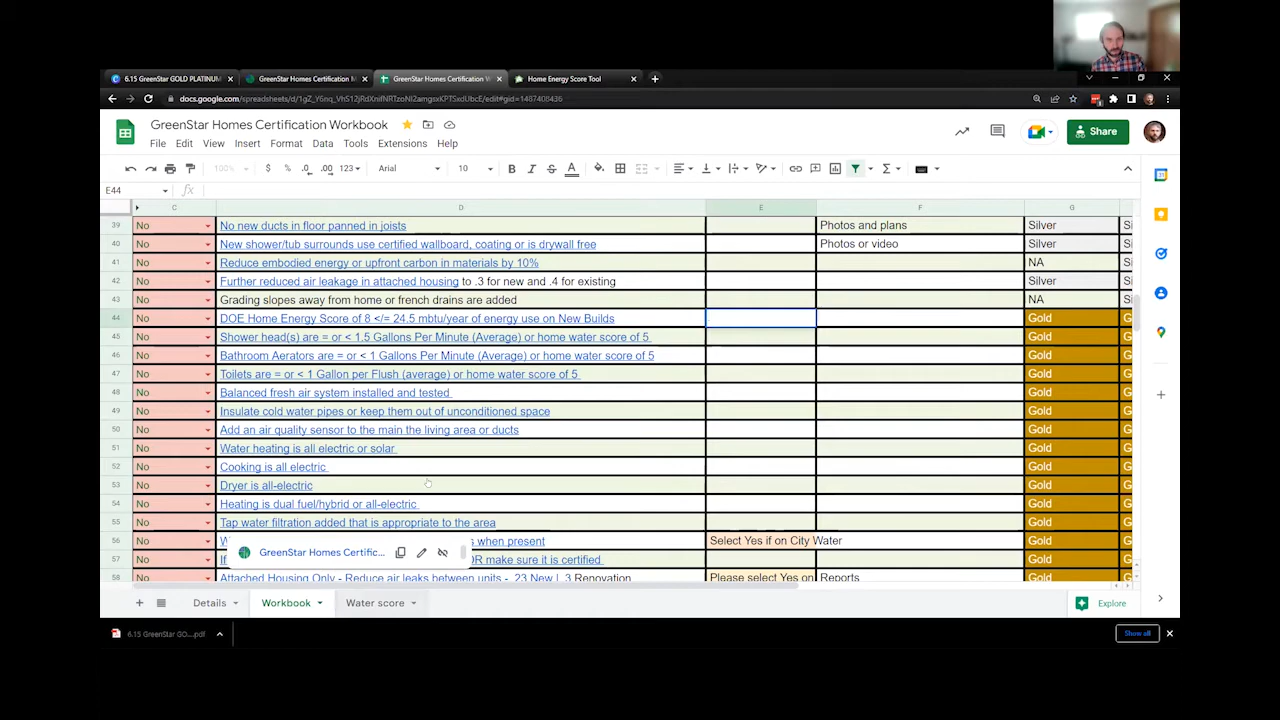 6.15 GreenStar GOLD PLATINUM
GreenStar Homes Certification M
GreenStar Homes Certification W
Home Energy Score Tool
GreenStar Homes Certification Workbook
File Edit View Insert Format Data Tools Extensions Help
Share
100% $ % .0 .00 123 Arial 10 B I S A
E44 fx
C D E F G
39 No No new ducts in floor panned in joists Photos and plans Silver Si
40 No New shower/tub surrounds use certified wallboard, coating or is drywall free Photos or video Silver Si
41 No Reduce embodied energy or upfront carbon in materials by 10% NA Si
42 No Further reduced air leakage in attached housing to .3 for new and .4 for existing Silver Si
43 No Grading slopes away from home or french drains are added NA Si
44 No DOE Home Energy Score of 8 </= 24.5 mbtu/year of energy use on New Builds Gold G
45 No Shower head(s) are = or < 1.5 Gallons Per Minute (Average) or home water score of 5 Gold G
46 No Bathroom Aerators are = or < 1 Gallons Per Minute (Average) or home water score of 5 Gold G
47 No Toilets are = or < 1 Gallon per Flush (average) or home water score of 5 Gold G
48 No Balanced fresh air system installed and tested Gold G
49 No Insulate cold water pipes or keep them out of unconditioned space Gold G
50 No Add an air quality sensor to the main the living area or ducts Gold G
51 No Water heating is all electric or solar Gold G
52 No Cooking is all electric Gold G
53 No Dryer is all-electric Gold G
54 No Heating is dual fuel/hybrid or all-electric Gold G
55 No Tap water filtration added that is appropriate to the area Gold G
56 No W s when present Select Yes if on City Water Gold G
GreenStar Homes Certific...
57 No If OR make sure it is certified Gold G
58 No Attached Housing Only - Reduce air leaks between units - .23 New | .3 Renovation Please select Yes on Reports Gold G
Details Workbook Water score Explore
6.15 GreenStar GO....pdf Show all